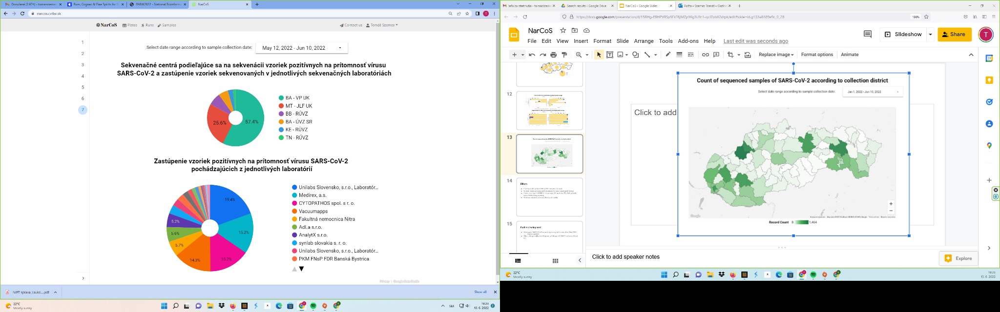 Doručené (3 674) - tomasszeme
Rum, Cognac & Fine Spirits for S
ENBIK2022 - National Bioinform
NarCoS
narcos.cvtisr.sk
NarCoS
Plates
Runs
Samples
Contact us
Tomáš Szemes
1
2
3
4
5
6
7
Select date range according to sample collection date:
May 12, 2022 - Jun 10, 2022
Sekvenačné centrá podieľajúce sa na sekvenácii vzoriek pozitívnych na prítomnosť vírusu
SARS-CoV-2 a zastúpenie vzoriek sekvenovaných v jednotlivých sekvenačných laboratóriách
25.6%
57.4%
BA - VP UK
MT - JLF UK
BB - RÚVZ
BA - ÚVZ SR
KE - RÚVZ
TN - RÚVZ
Zastúpenie vzoriek pozitívnych na prítomnosť vírusu SARS-CoV-2
pochádzajúcich z jednotlivých laboratórií
19.4%
15.2%
15.2%
14.3%
5.7%
5.6%
5.2%
Unilabs Slovensko, s.r.o., Laboratór...
Medirex, a.s.
CYTOPATHOS spol. s r. o.
Vacuumapps
Fakultná nemocnica Nitra
AdLa s.r.o.
AnalytX s.r.o.
synlab slovakia s. r. o.
Unilabs Slovensko, s.r.o., Laboratór...
PKM FNsP FDR Banská Bystrica
Privacy
Google Data Studio
NIPT sprava_Lauko....pdf
Show all
22°C
Mostly sunny
SLK
19:23
10. 6. 2022
Info zo stretnutia - tomasszem
Search results - Google Drive
NarCoS - Google Slides
Pošta – Szemes Tomáš – Outlo
150%
NarCoS
File Edit View Insert Format Slide Arrange Tools Add-ons Help
Last edit was seconds ago
Slideshow
Share
T
Replace image
Format options
Animate
12
13
14
Effects
15
Further development
Click to add
Count of sequenced samples of SARS-CoV-2 according to collection district
Select date range according to sample collection date:
Jan 1, 2022 - Jun 10, 2022
Google
Record Count 8 1,464
Click to add speaker notes
Explore
22°C
Mostly sunny
19:23
10. 6. 2022